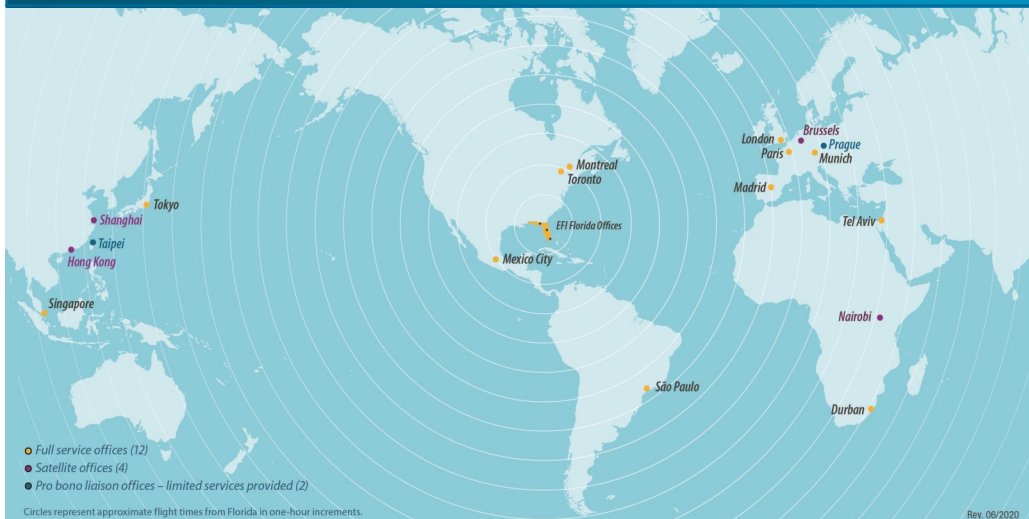 London
Brussels
Prague
Paris
Munich
Montreal
Toronto
Madrid
Tokyo
Shanghai
Tel Aviv
EFI Florida Offices
Taipei
Hong Kong
Mexico City
Singapore
Nairobi
São Paulo
Durban
Full service offices (12)
Satellite offices (4)
Pro bono liaison offices – limited services provided (2)
Circles represent approximate flight times from Florida in one-hour increments.
Rev. 06/2020